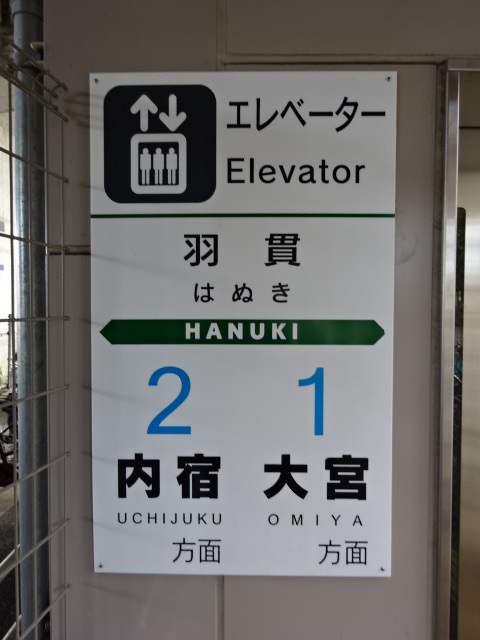 エレベーター
Elevator
羽貫
はぬき
HANUKI
2 1
内宿 大宮
UCHIJUKU OMIYA
方面 方面